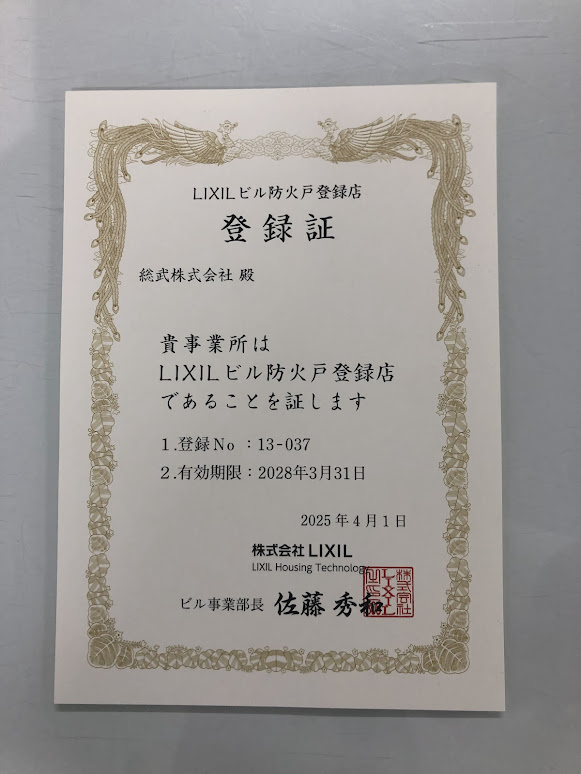 LIXILビル防火戸登録店
登録証
総武株式会社 殿
貴事業所は
LIXILビル防火戸登録店
であることを証します
1.登録No：13-037
2.有効期限：2028年3月31日
2025年4月1日
株式会社 LIXIL
LIXIL Housing Technology
ビル事業部長 佐藤 秀和